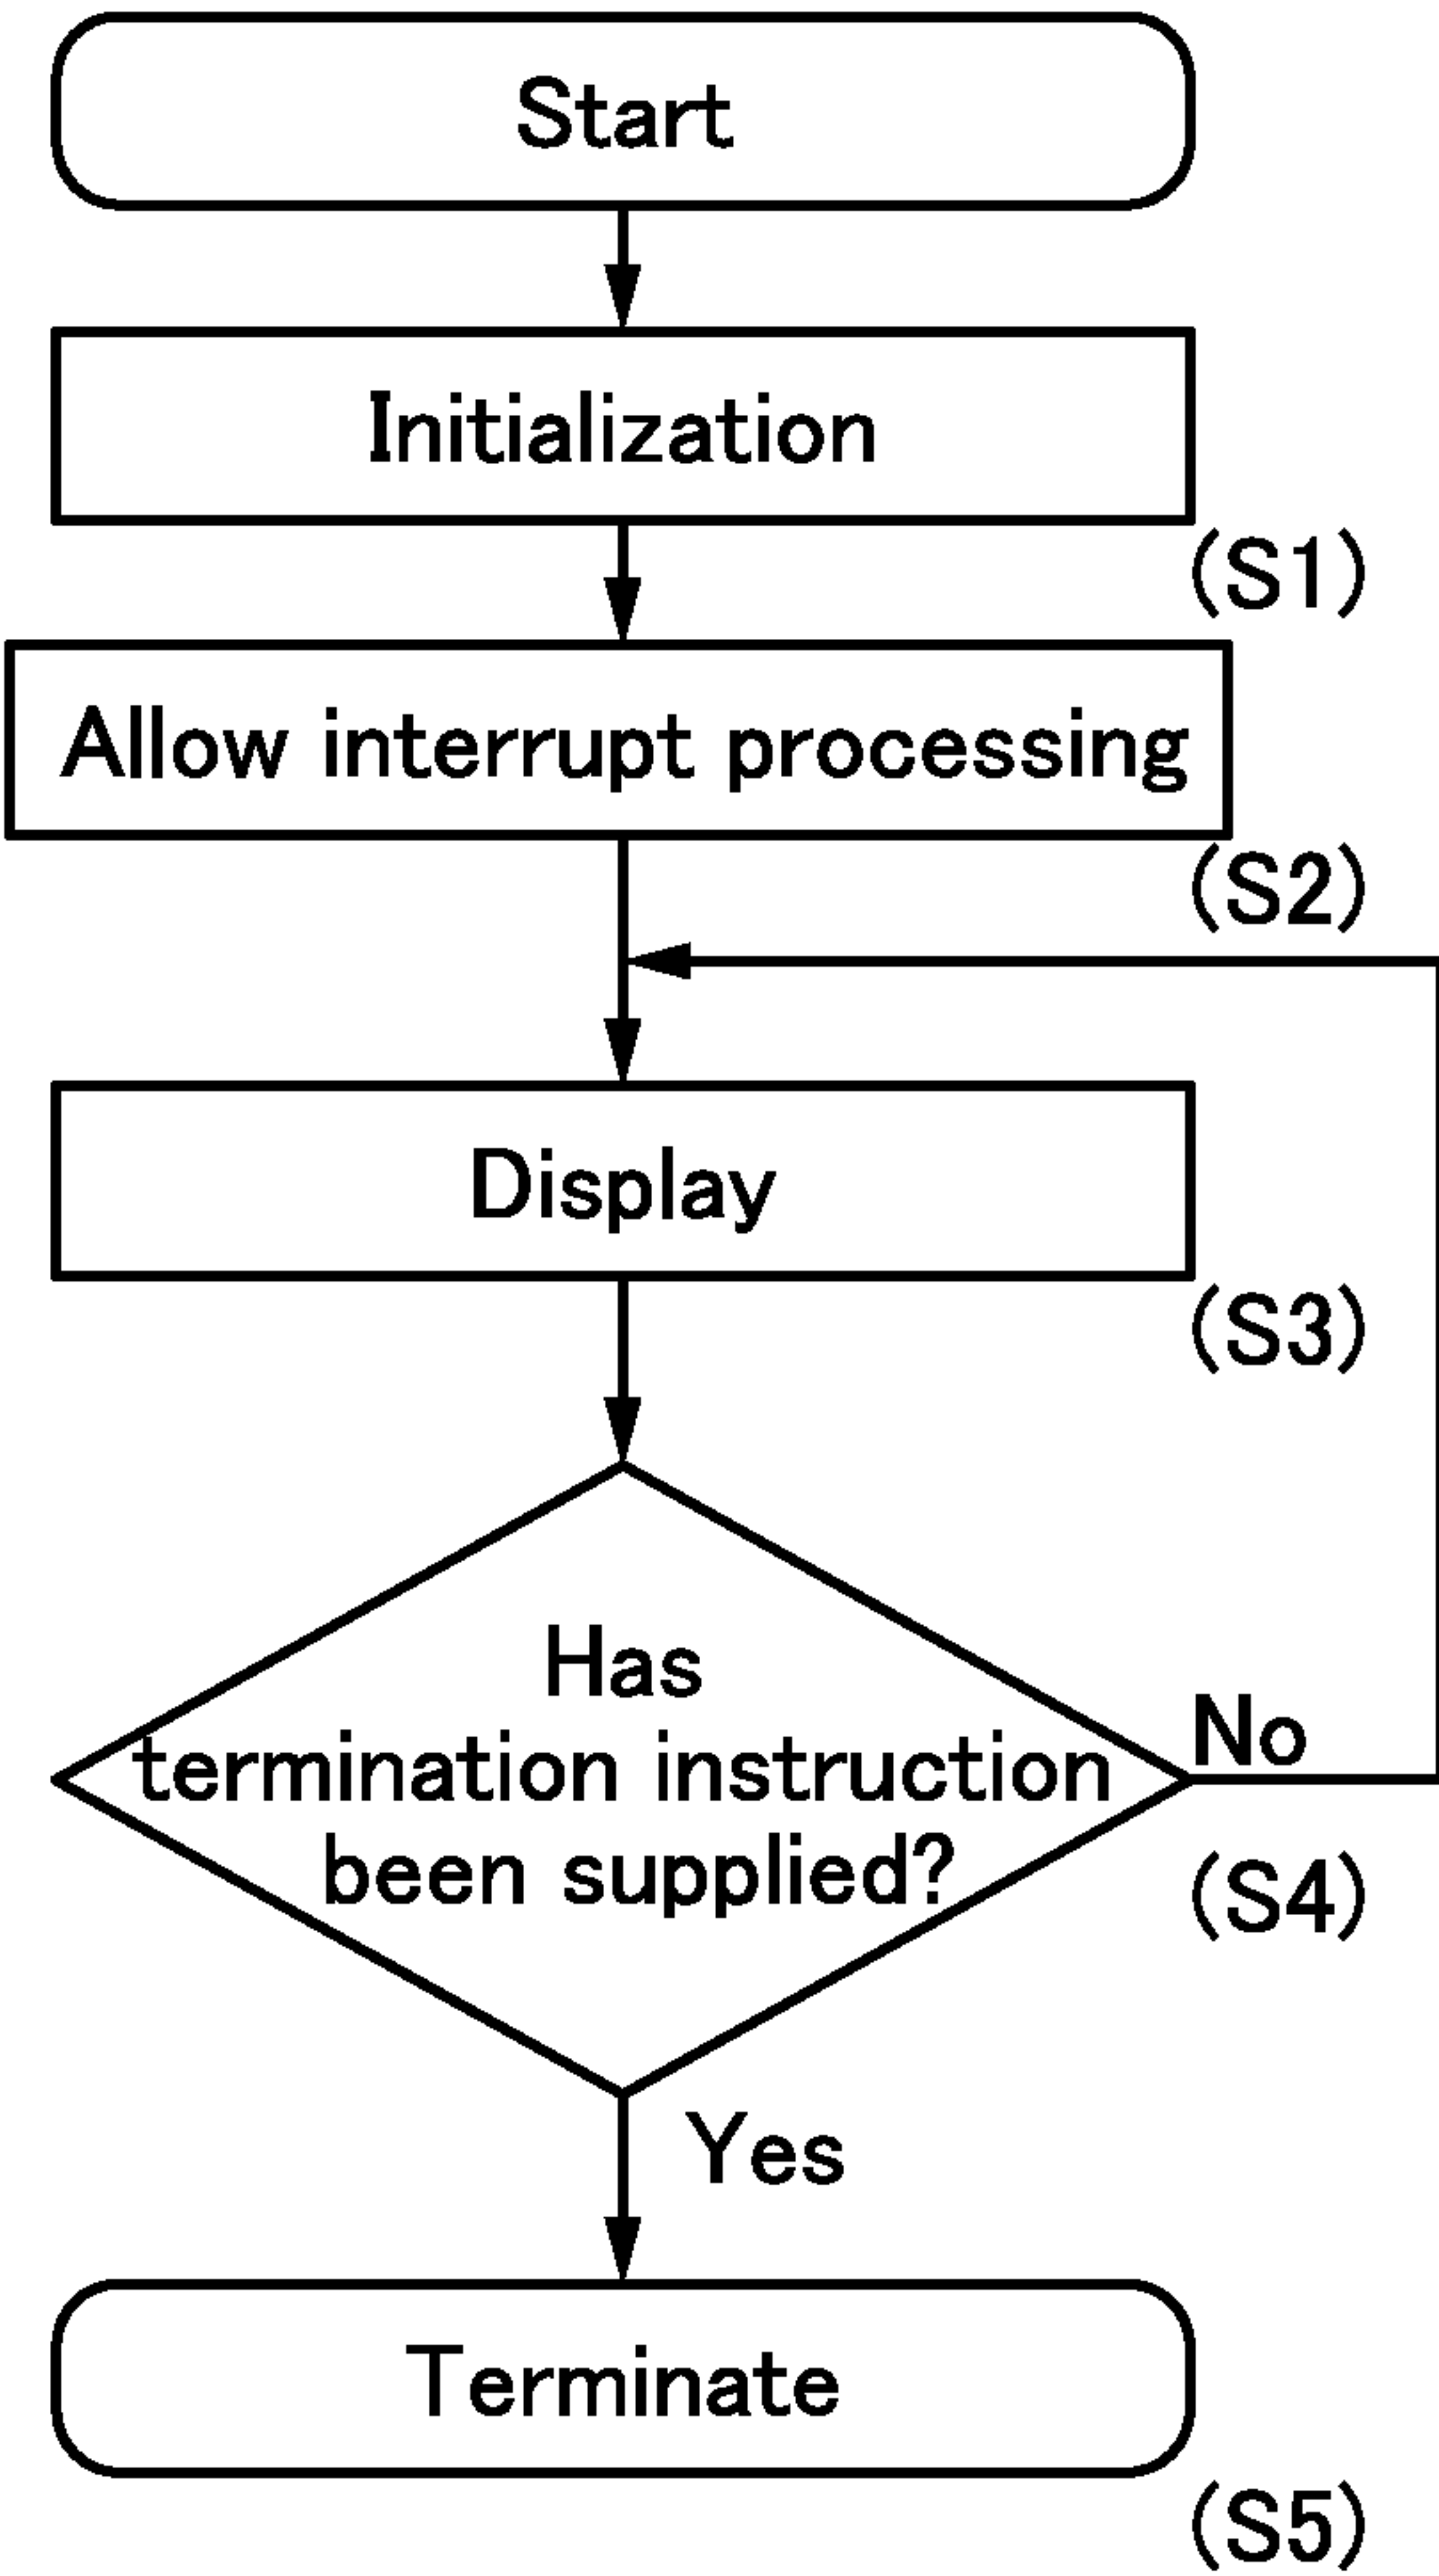 Start
Initialization
(S1)
Allow interrupt processing
(S2)
Display
(S3)
Has
termination instruction
been supplied?
No
(S4)
Yes
Terminate
(S5)